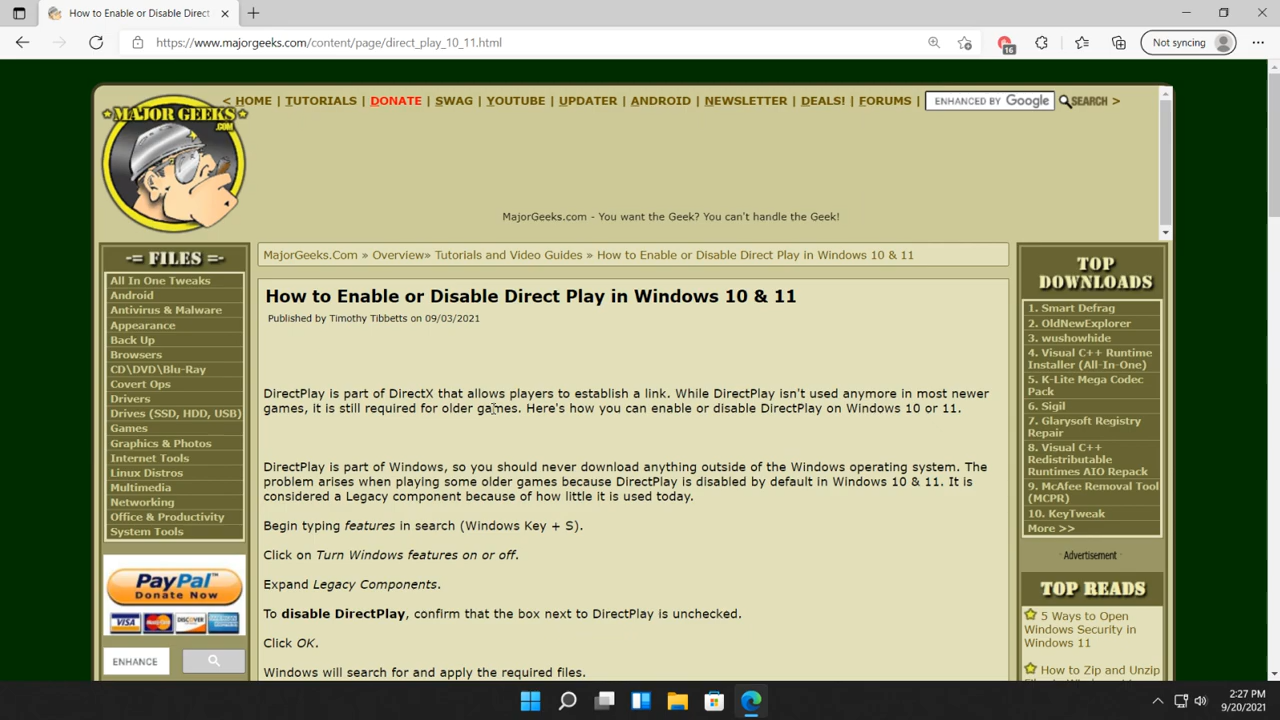 How to Enable or Disable Direct
https://www.majorgeeks.com/content/page/direct_play_10_11.html
16
Not syncing
MAJOR GEEKS
.COM
< HOME | TUTORIALS | DONATE | SWAG | YOUTUBE | UPDATER | ANDROID | NEWSLETTER | DEALS! | FORUMS | ENHANCED BY Google SEARCH >
MajorGeeks.com - You want the Geek? You can't handle the Geek!
-= FILES =-
All In One Tweaks
Android
Antivirus & Malware
Appearance
Back Up
Browsers
CD\DVD\Blu-Ray
Covert Ops
Drivers
Drives (SSD, HDD, USB)
Games
Graphics & Photos
Internet Tools
Linux Distros
Multimedia
Networking
Office & Productivity
System Tools
PayPal
Donate Now
VISA
DISCOVER
ENHANCE
MajorGeeks.Com » Overview» Tutorials and Video Guides » How to Enable or Disable Direct Play in Windows 10 & 11
How to Enable or Disable Direct Play in Windows 10 & 11
Published by Timothy Tibbetts on 09/03/2021
DirectPlay is part of DirectX that allows players to establish a link. While DirectPlay isn't used anymore in most newer
games, it is still required for older games. Here's how you can enable or disable DirectPlay on Windows 10 or 11.
DirectPlay is part of Windows, so you should never download anything outside of the Windows operating system. The
problem arises when playing some older games because DirectPlay is disabled by default in Windows 10 & 11. It is
considered a Legacy component because of how little it is used today.
Begin typing features in search (Windows Key + S).
Click on Turn Windows features on or off.
Expand Legacy Components.
To disable DirectPlay, confirm that the box next to DirectPlay is unchecked.
Click OK.
Windows will search for and apply the required files.
TOP
DOWNLOADS
1. Smart Defrag
2. OldNewExplorer
3. wushowhide
4. Visual C++ Runtime
Installer (All-In-One)
5. K-Lite Mega Codec
Pack
6. Sigil
7. Glarysoft Registry
Repair
8. Visual C++
Redistributable
Runtimes AIO Repack
9. McAfee Removal Tool
(MCPR)
10. KeyTweak
More >>
Advertisement
TOP READS
5 Ways to Open
Windows Security in
Windows 11
How to Zip and Unzip
2:27 PM
9/20/2021